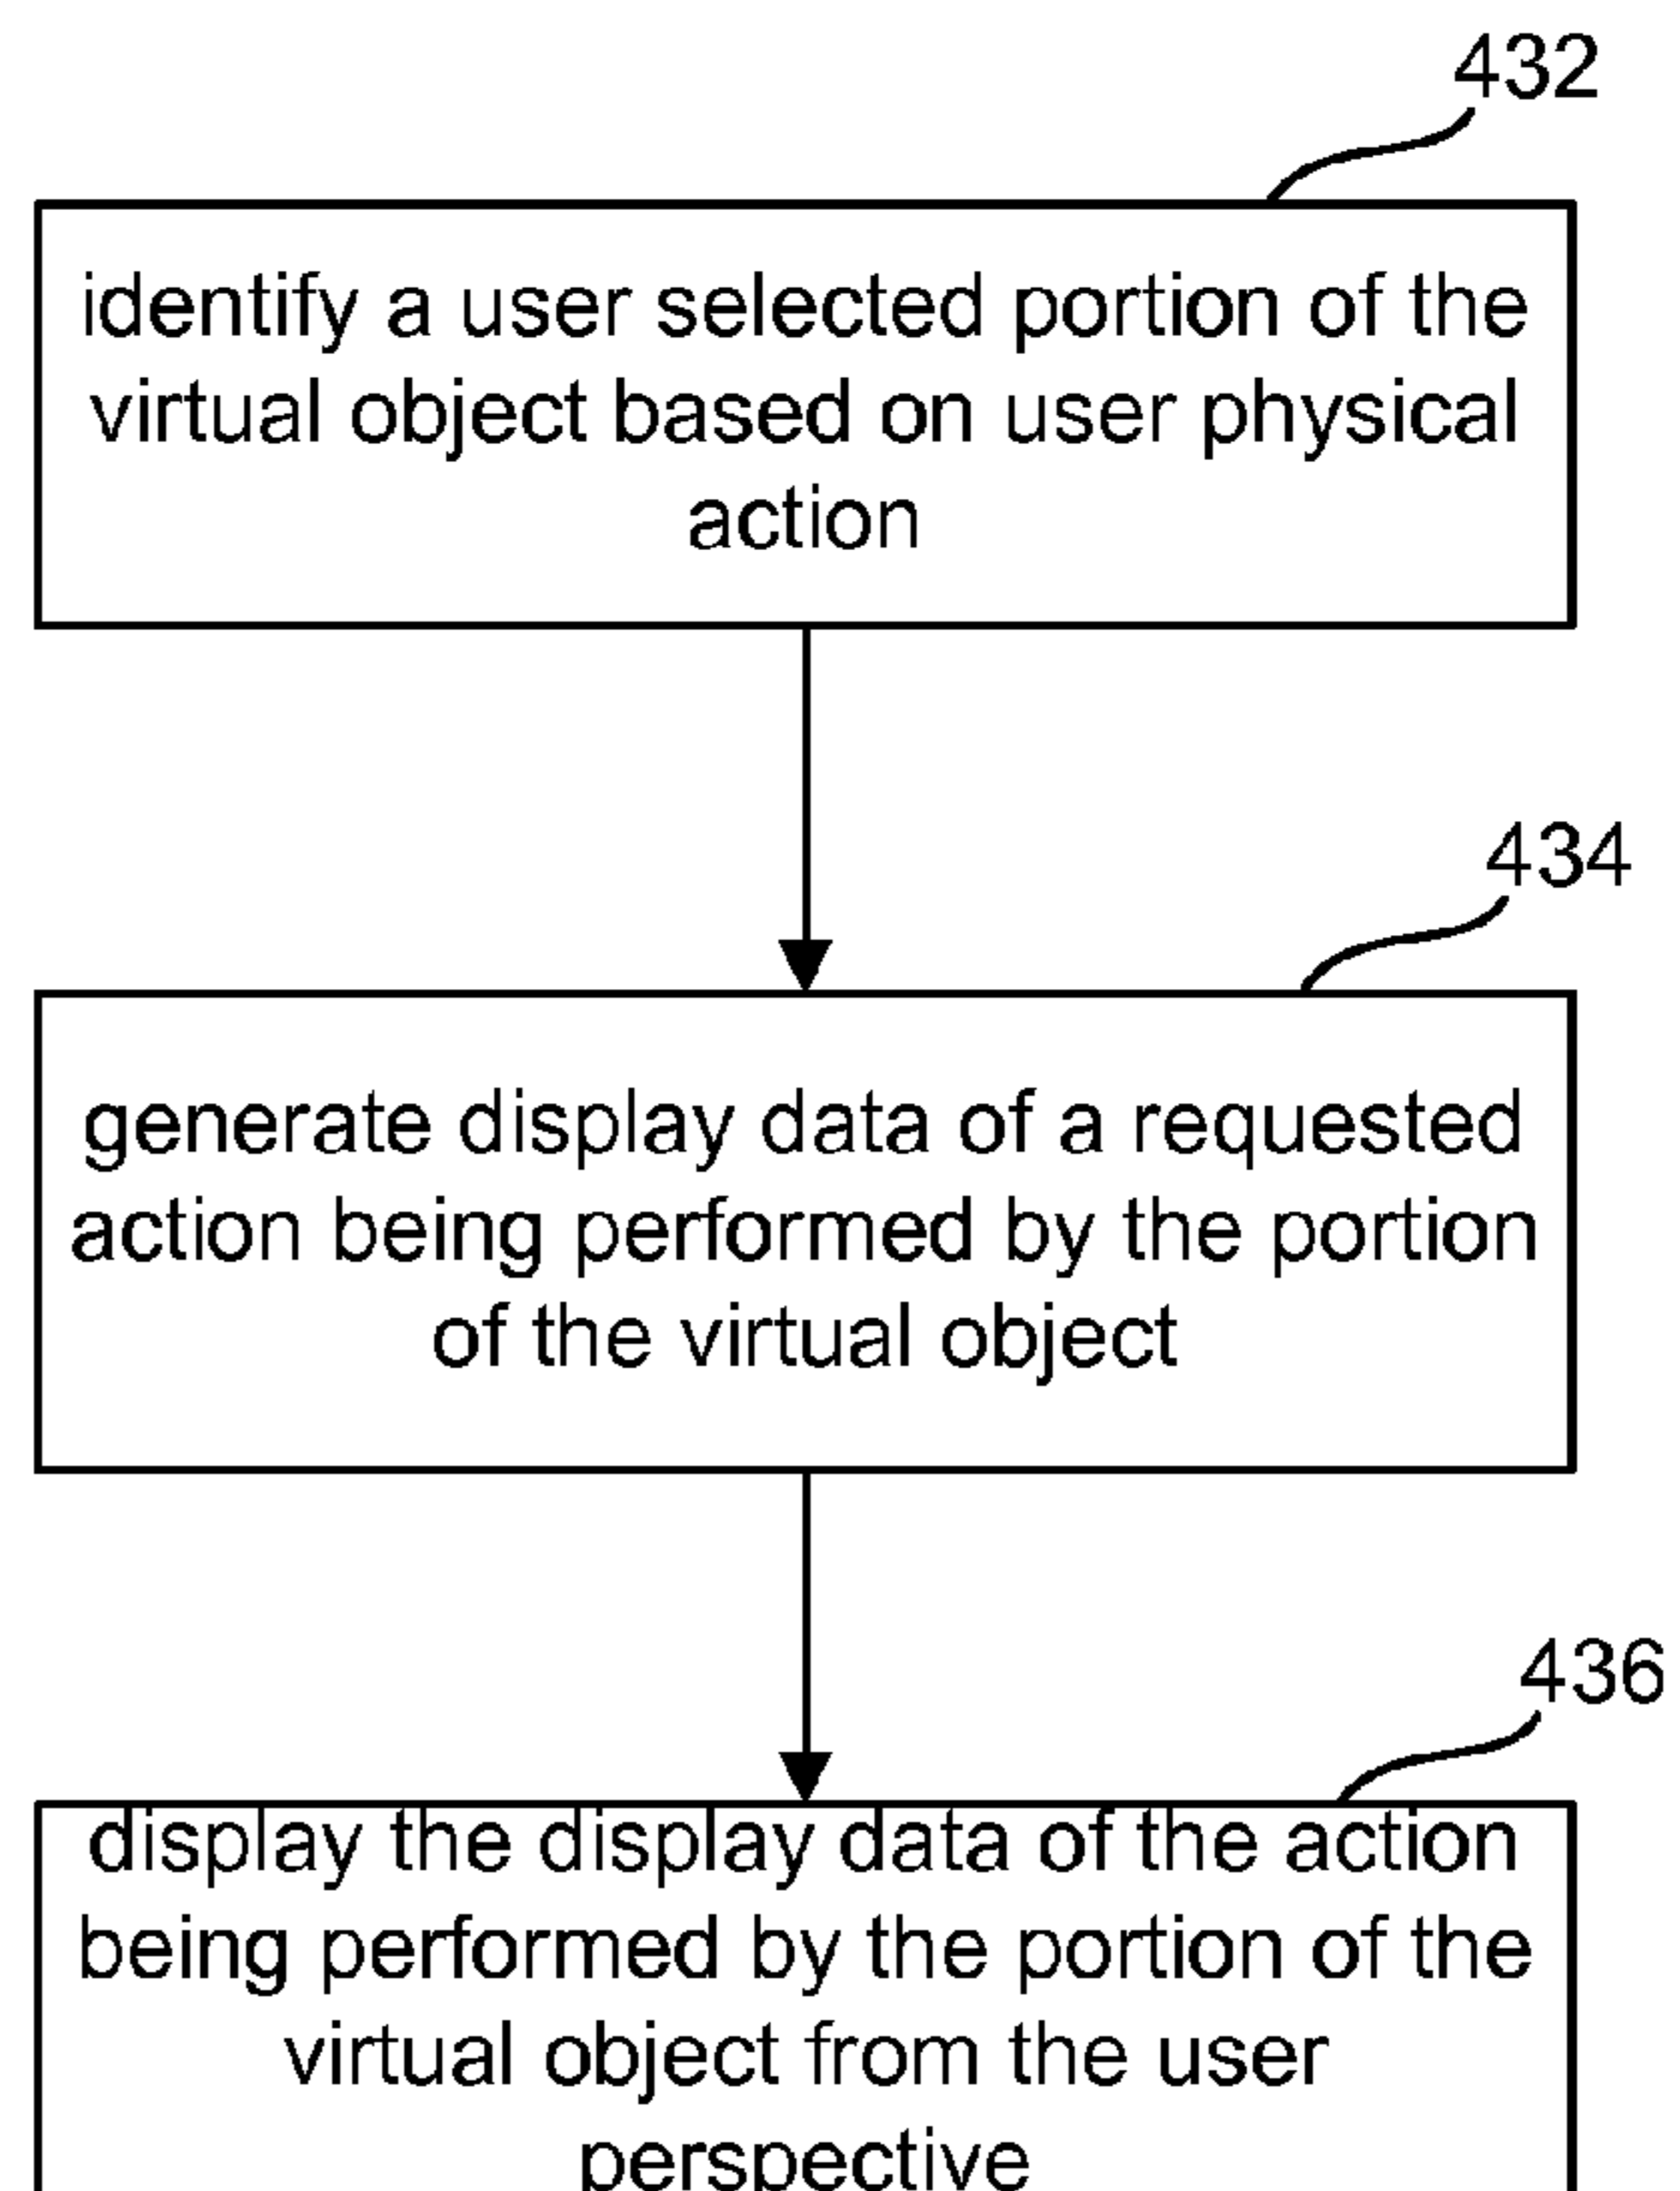 432
identify a user selected portion of the
virtual object based on user physical
action
434
generate display data of a requested
action being performed by the portion
of the virtual object
436
display the display data of the action
being performed by the portion of the
virtual object from the user
perspective